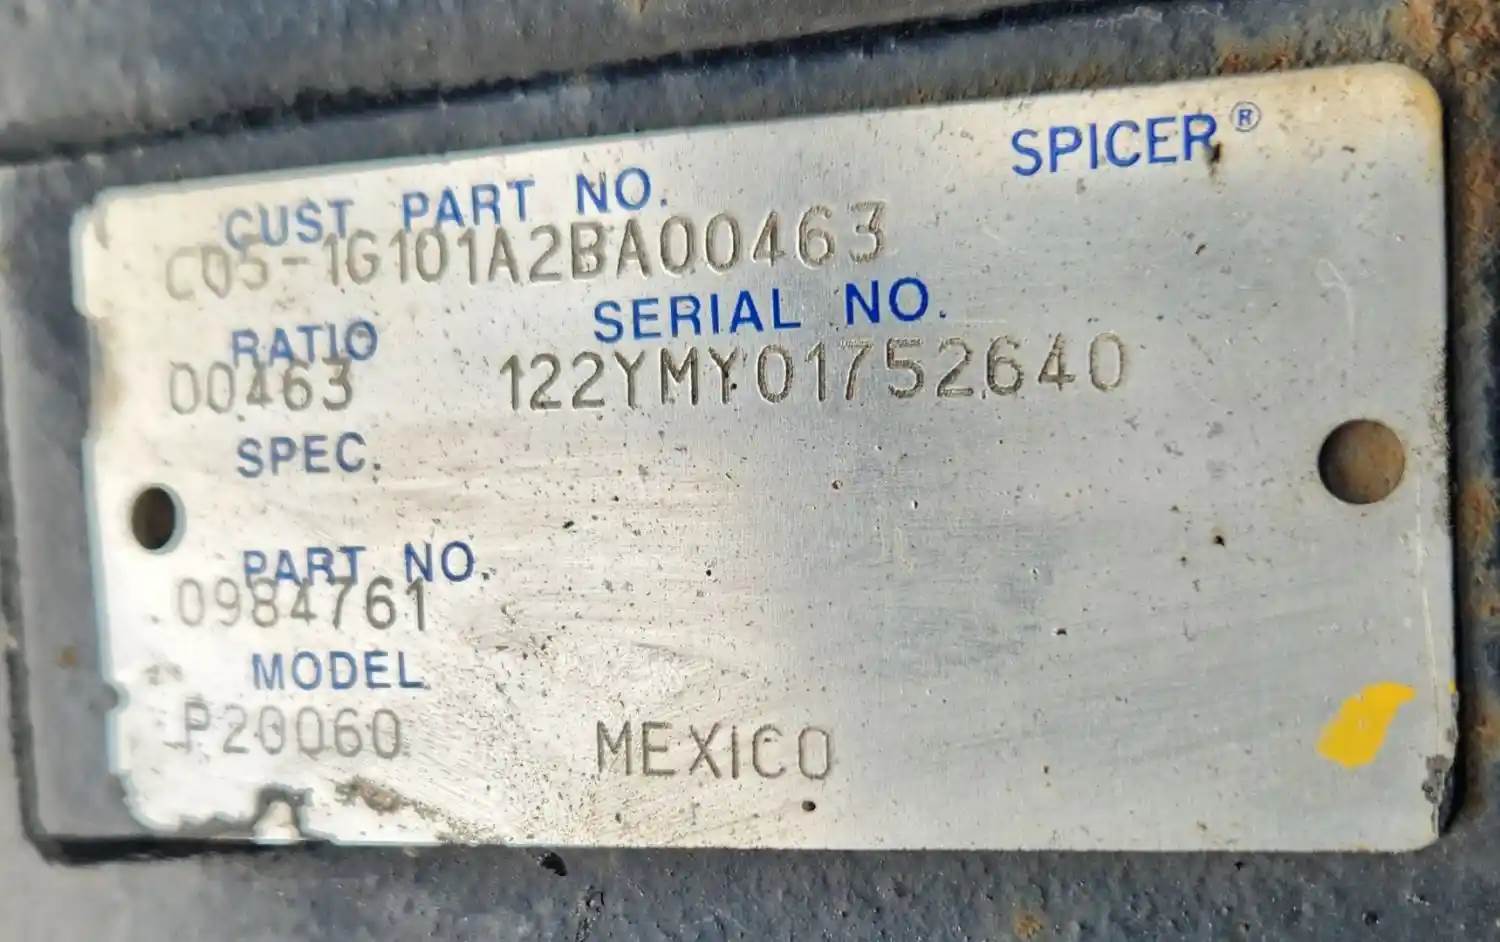 SPICER®
CUST PART NO.
C05-1G101A2BA00463
RATIO SERIAL NO.
00463 122YMY01752640
SPEC.
PART NO.
0984761
MODEL
P20060 MEXICO